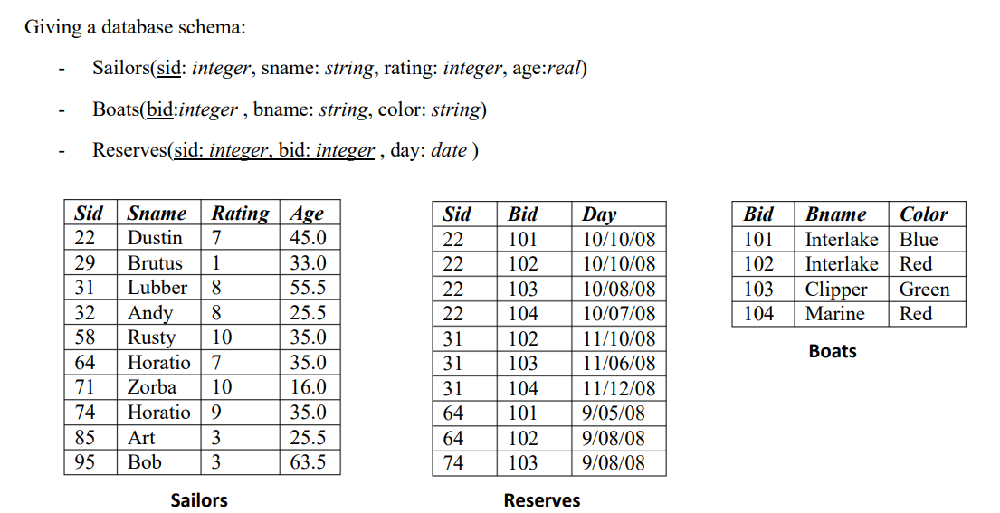 Giving a database schema:
- Sailors(sid: integer, sname: string, rating: integer, age:real)
- Boats(bid:integer , bname: string, color: string)
- Reserves(sid: integer, bid: integer , day: date )
Sid Sname Rating Age
22 Dustin 7 45.0
29 Brutus 1 33.0
31 Lubber 8 55.5
32 Andy 8 25.5
58 Rusty 10 35.0
64 Horatio 7 35.0
71 Zorba 10 16.0
74 Horatio 9 35.0
85 Art 3 25.5
95 Bob 3 63.5
Sailors
Sid Bid Day
22 101 10/10/08
22 102 10/10/08
22 103 10/08/08
22 104 10/07/08
31 102 11/10/08
31 103 11/06/08
31 104 11/12/08
64 101 9/05/08
64 102 9/08/08
74 103 9/08/08
Reserves
Bid Bname Color
101 Interlake Blue
102 Interlake Red
103 Clipper Green
104 Marine Red
Boats